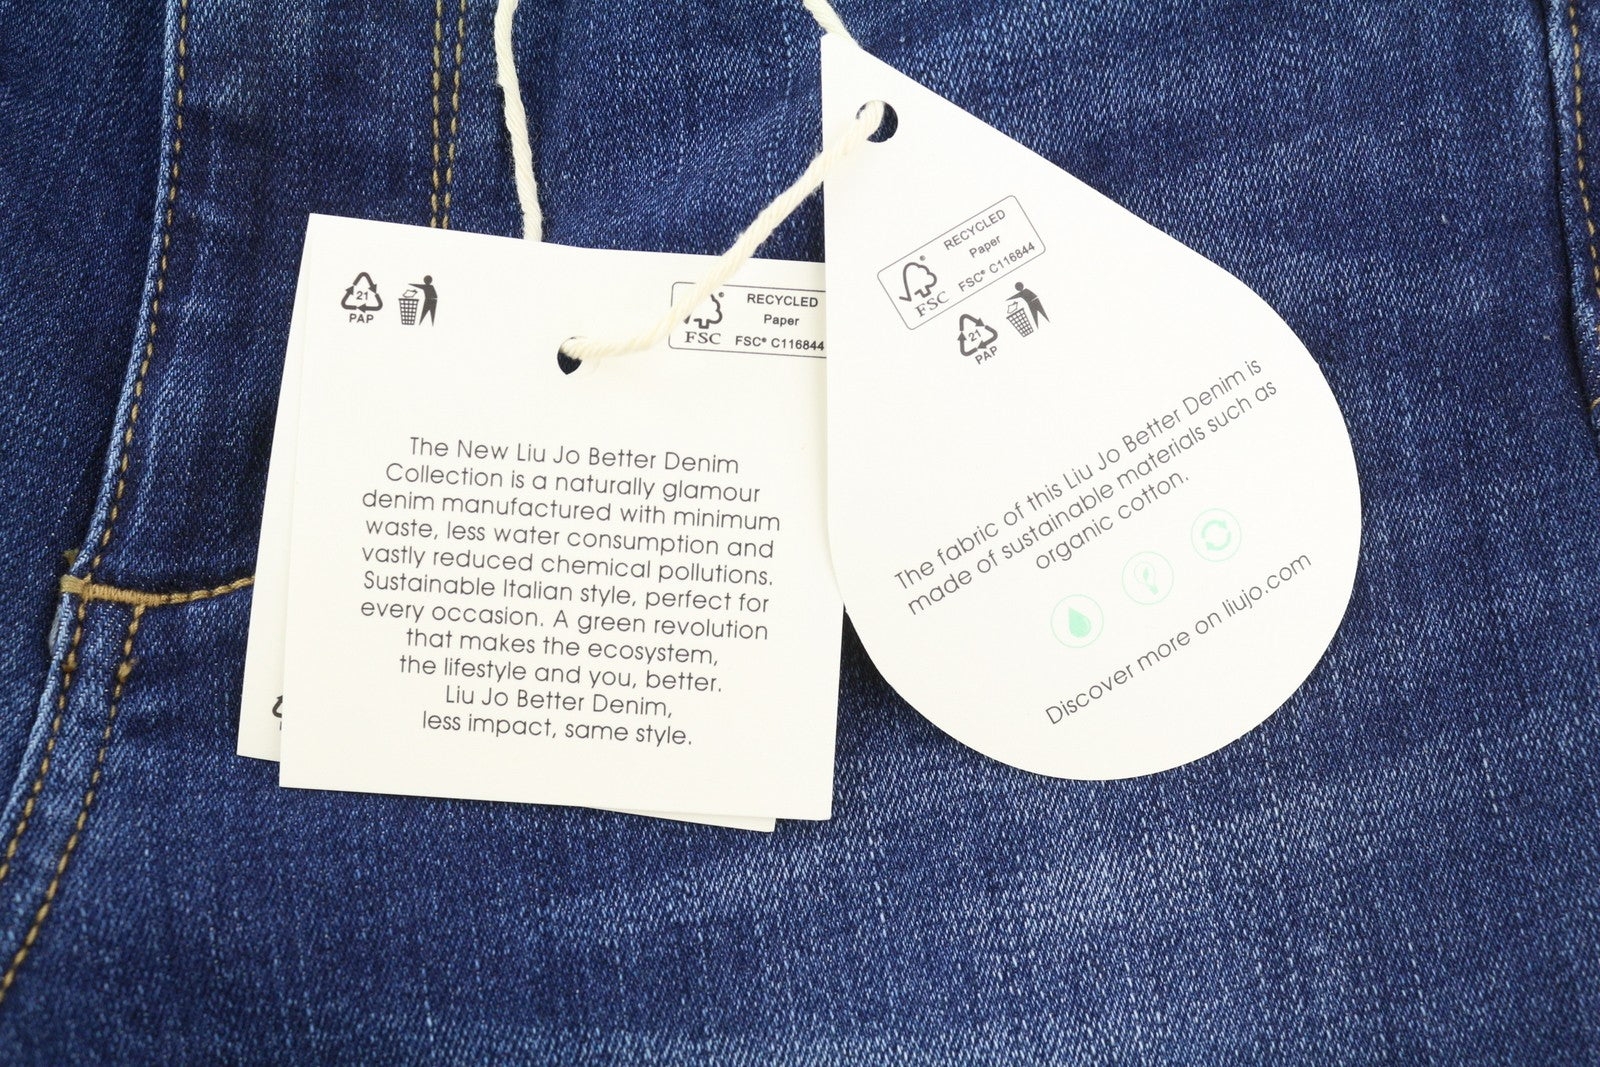 21
PAP
FSC
RECYCLED
Paper
FSC® C116844
The New Liu Jo Better Denim
Collection is a naturally glamour
denim manufactured with minimum
waste, less water consumption and
vastly reduced chemical pollutions.
Sustainable Italian style, perfect for
every occasion. A green revolution
that makes the ecosystem,
the lifestyle and you, better.
Liu Jo Better Denim,
less impact, same style.
FSC
RECYCLED
Paper
FSC® C116844
21
PAP
The fabric of this Liu Jo Better Denim is
made of sustainable materials such as
organic cotton.
Discover more on liujo.com